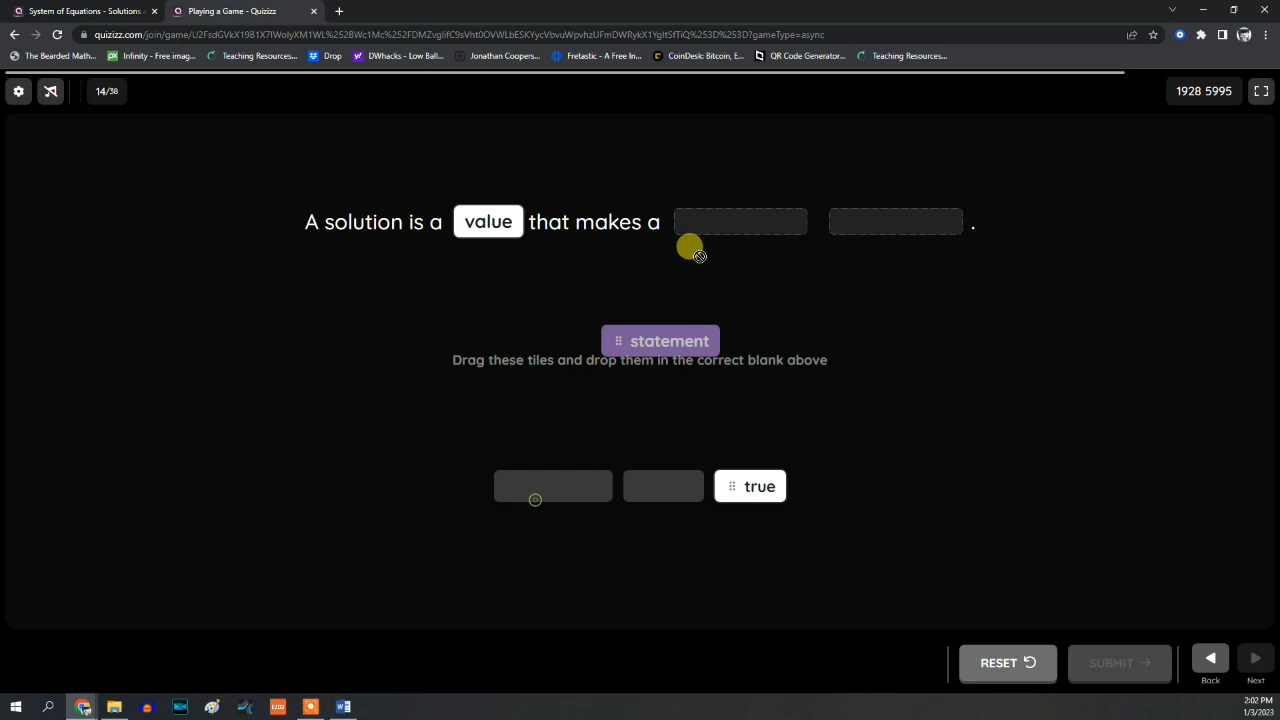 System of Equations - Solutions
Playing a Game - Quizizz
The Bearded Math...
Infinity - Free imag...
Teaching Resources...
Drop
DWhacks - Low Ball...
Jonathan Coopers...
Fretastic - A Free In...
CoinDesk: Bitcoin, E...
QR Code Generator...
Teaching Resources...
14/38
1928 5995
A solution is a value that makes a .
statement
Drag these tiles and drop them in the correct blank above
true
RESET
SUBMIT
Back
Next
2:02 PM
1/3/2023